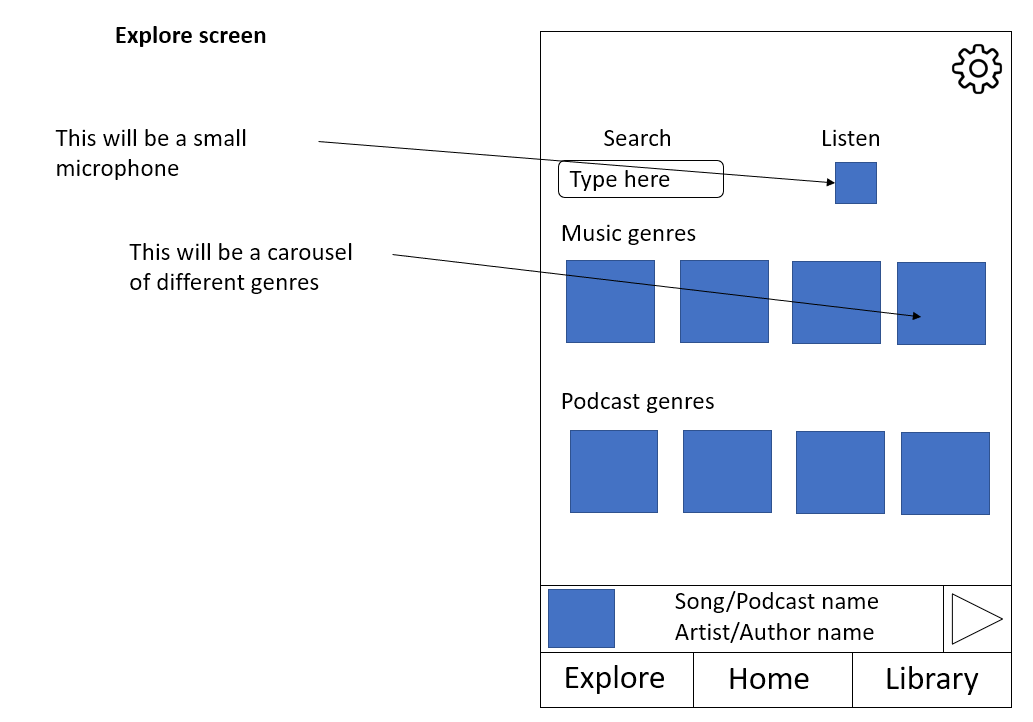 Explore screen
This will be a small
microphone
This will be a carousel
of different genres
Search
Listen
Type here
Music genres
Podcast genres
Song/Podcast name
Artist/Author name
Explore
Home
Library